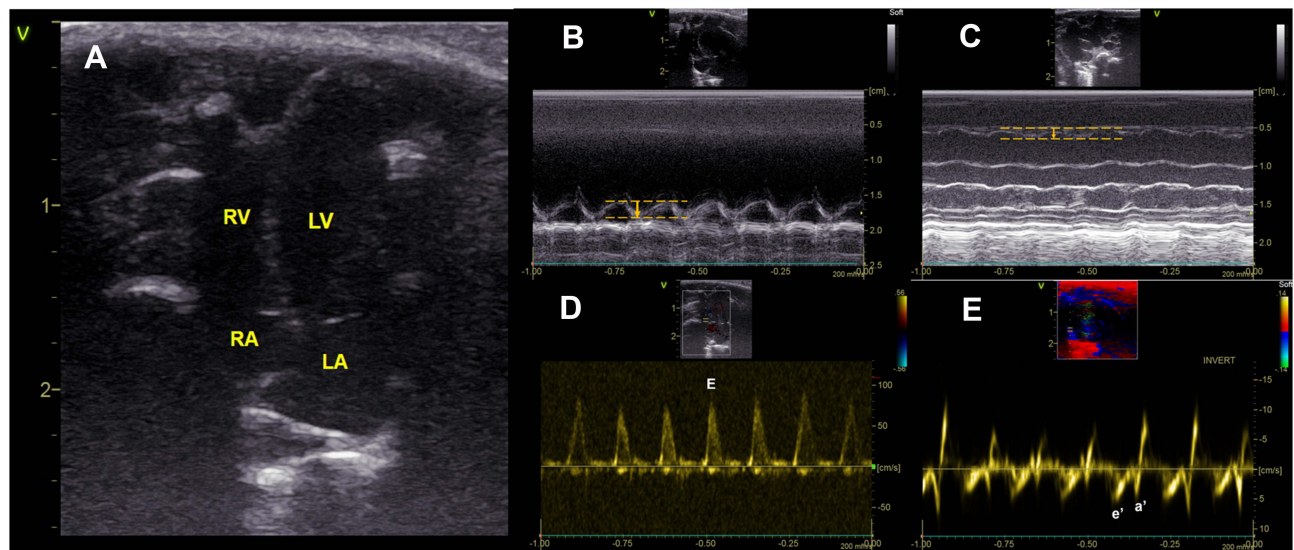 V
A
1
2
RV
LV
RA
LA
B
V
Soft
1
2
[cm]
0.5
1.0
1.5
2.0
2.5
-1.00
-0.75
-0.50
-0.25
-0.00
200 mm/s
C
V
1
2
[cm]
0.5
1.0
1.5
2.0
-1.00
-0.75
-0.50
-0.25
-0.00
200 mm/s
D
V
1
2
.56
-.56
E
100
50
[cm/s]
-50
-1.00
-0.75
-0.50
-0.25
-0.00
200 mm/s
E
V
Soft
1
2
.14
-.14
INVERT
-15
-10
-5
[cm/s]
5
10
e’
a’
-1.00
-0.75
-0.50
-0.25
-0.00
200 mm/s